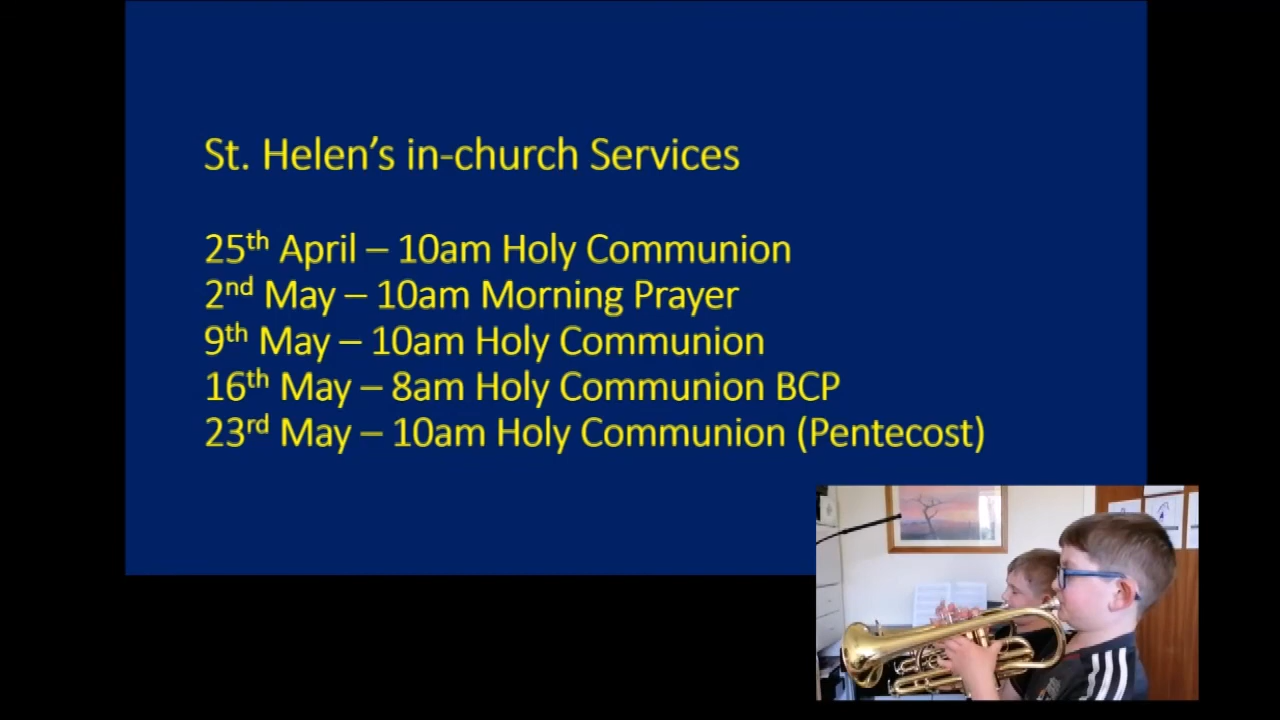 St. Helen’s in-church Services
25th April – 10am Holy Communion
2nd May – 10am Morning Prayer
9th May – 10am Holy Communion
16th May – 8am Holy Communion BCP
23rd May – 10am Holy Communion (Pentecost)